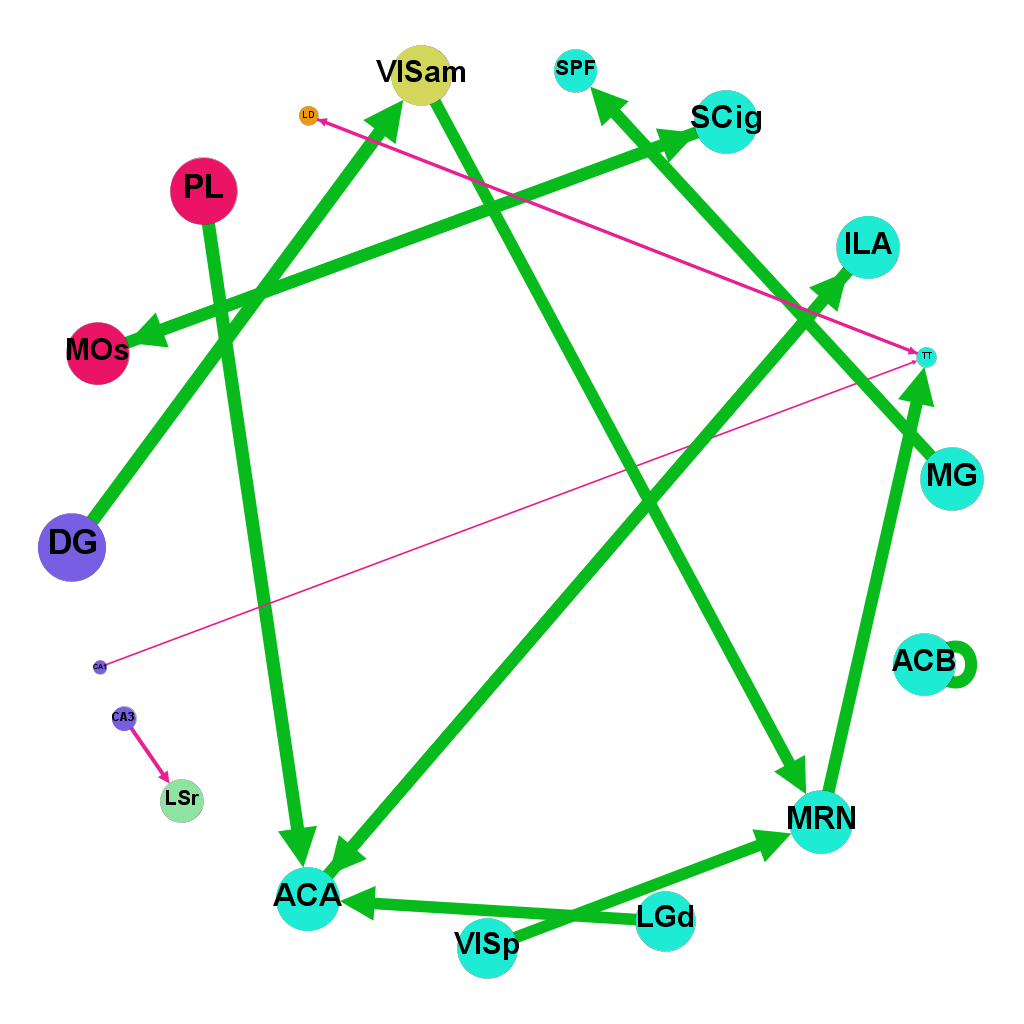 VISam
SPF
LD
SCig
PL
ILA
MOs
TT
MG
DG
ACB
CA1
CA3
LSr
MRN
ACA
LGd
VISp